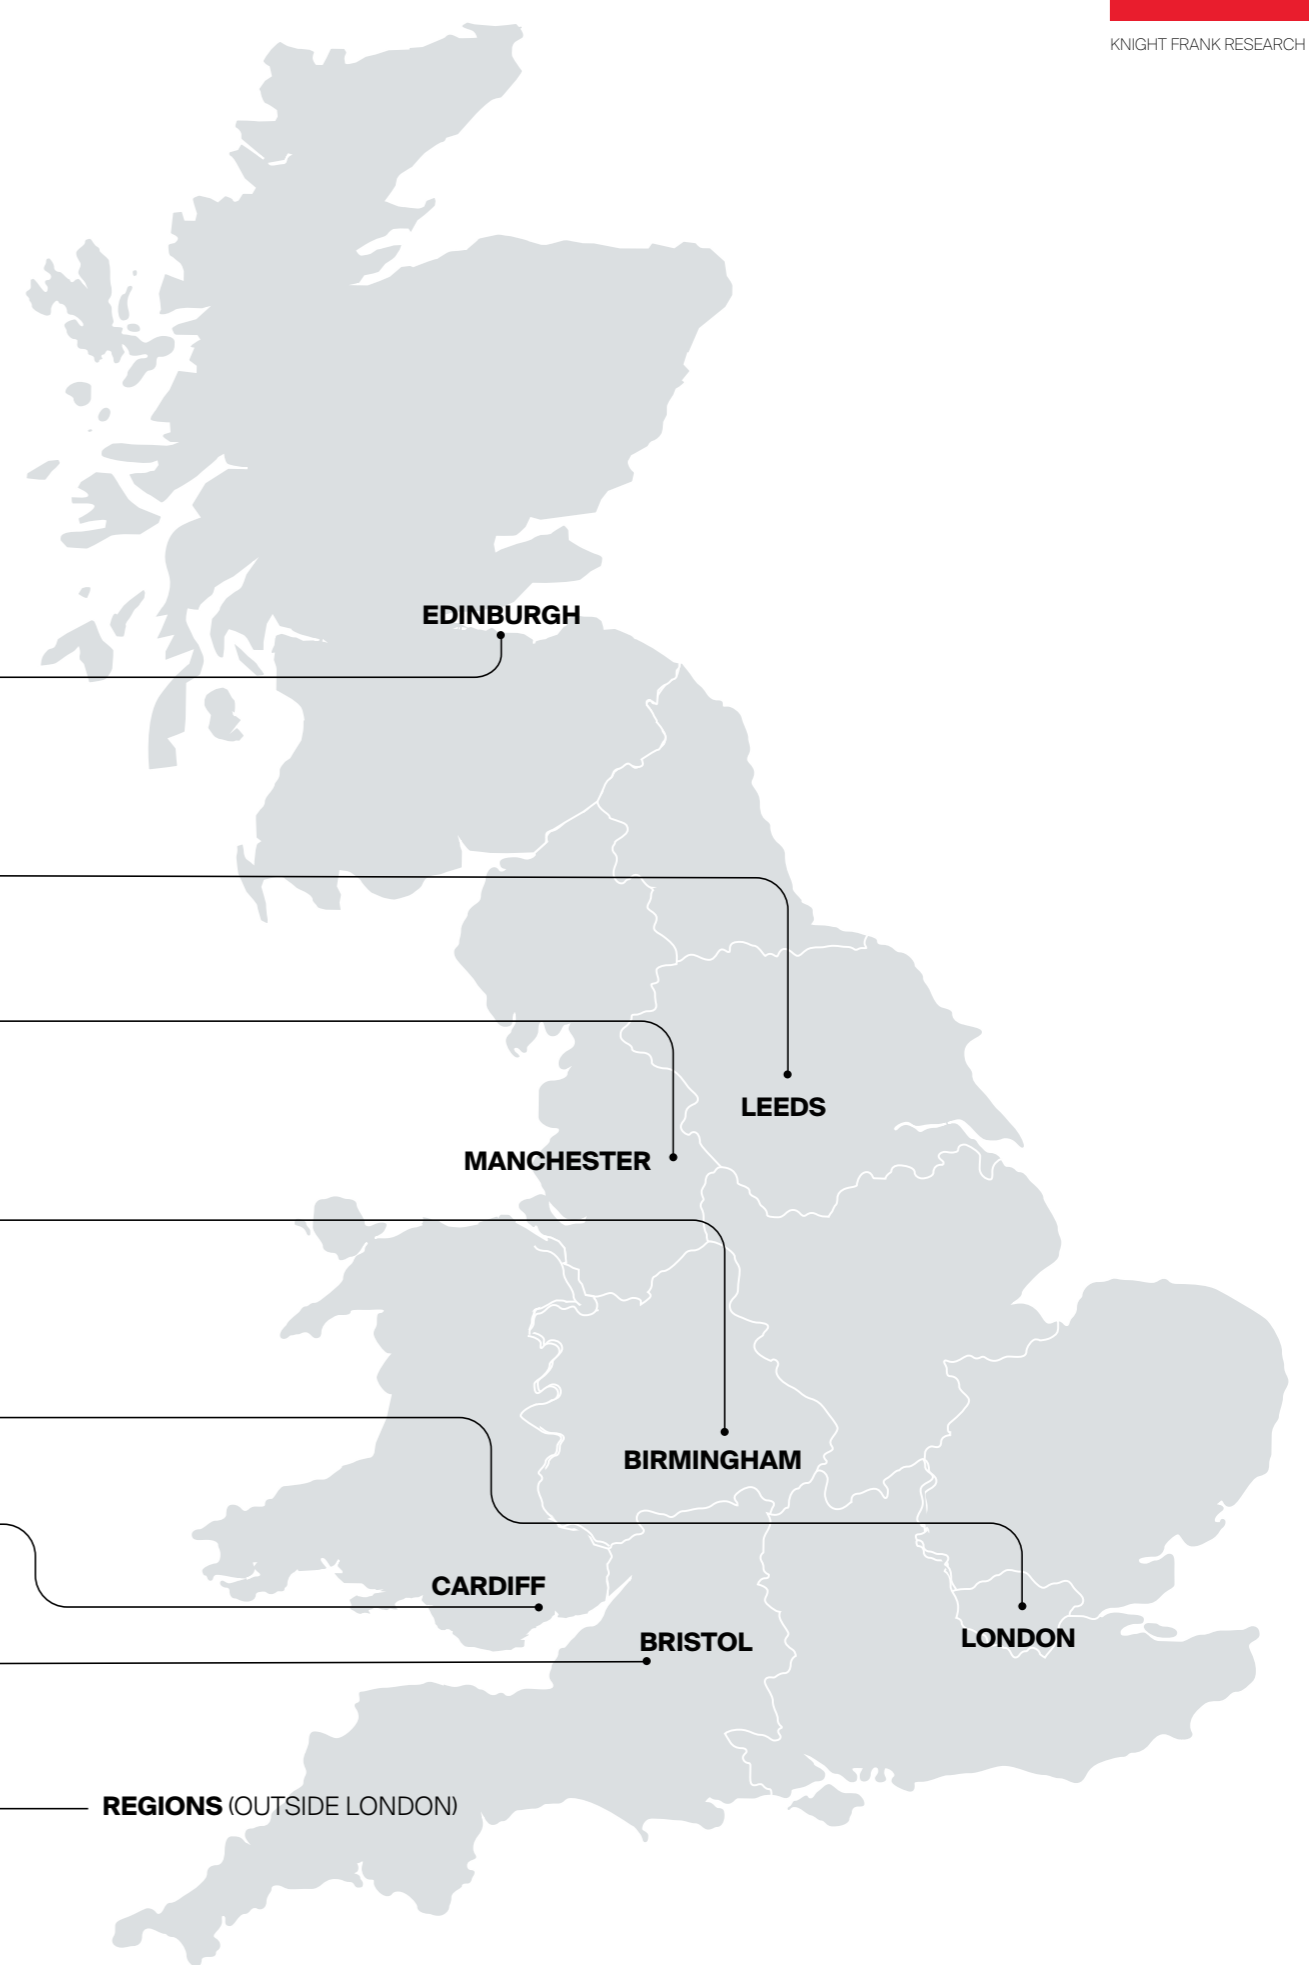 KNIGHT FRANK RESEARCH
EDINBURGH
LEEDS
MANCHESTER
BIRMINGHAM
CARDIFF
BRISTOL
LONDON
REGIONS (OUTSIDE LONDON)